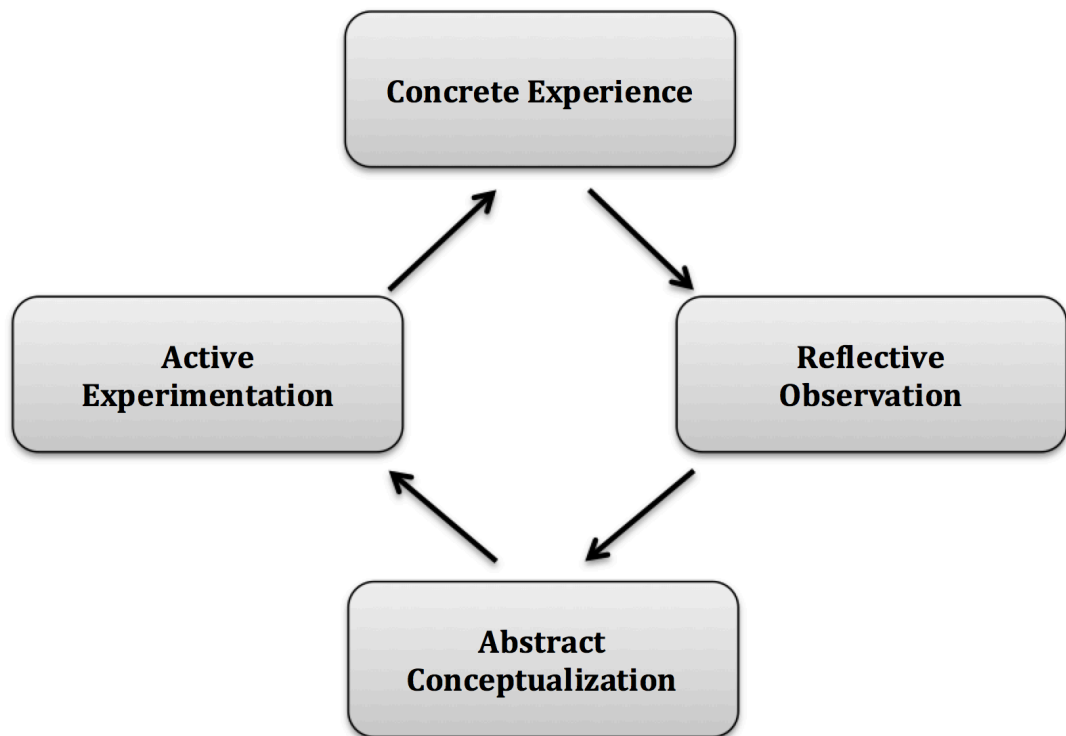 Concrete Experience
Active
Experimentation
Reflective
Observation
Abstract
Conceptualization